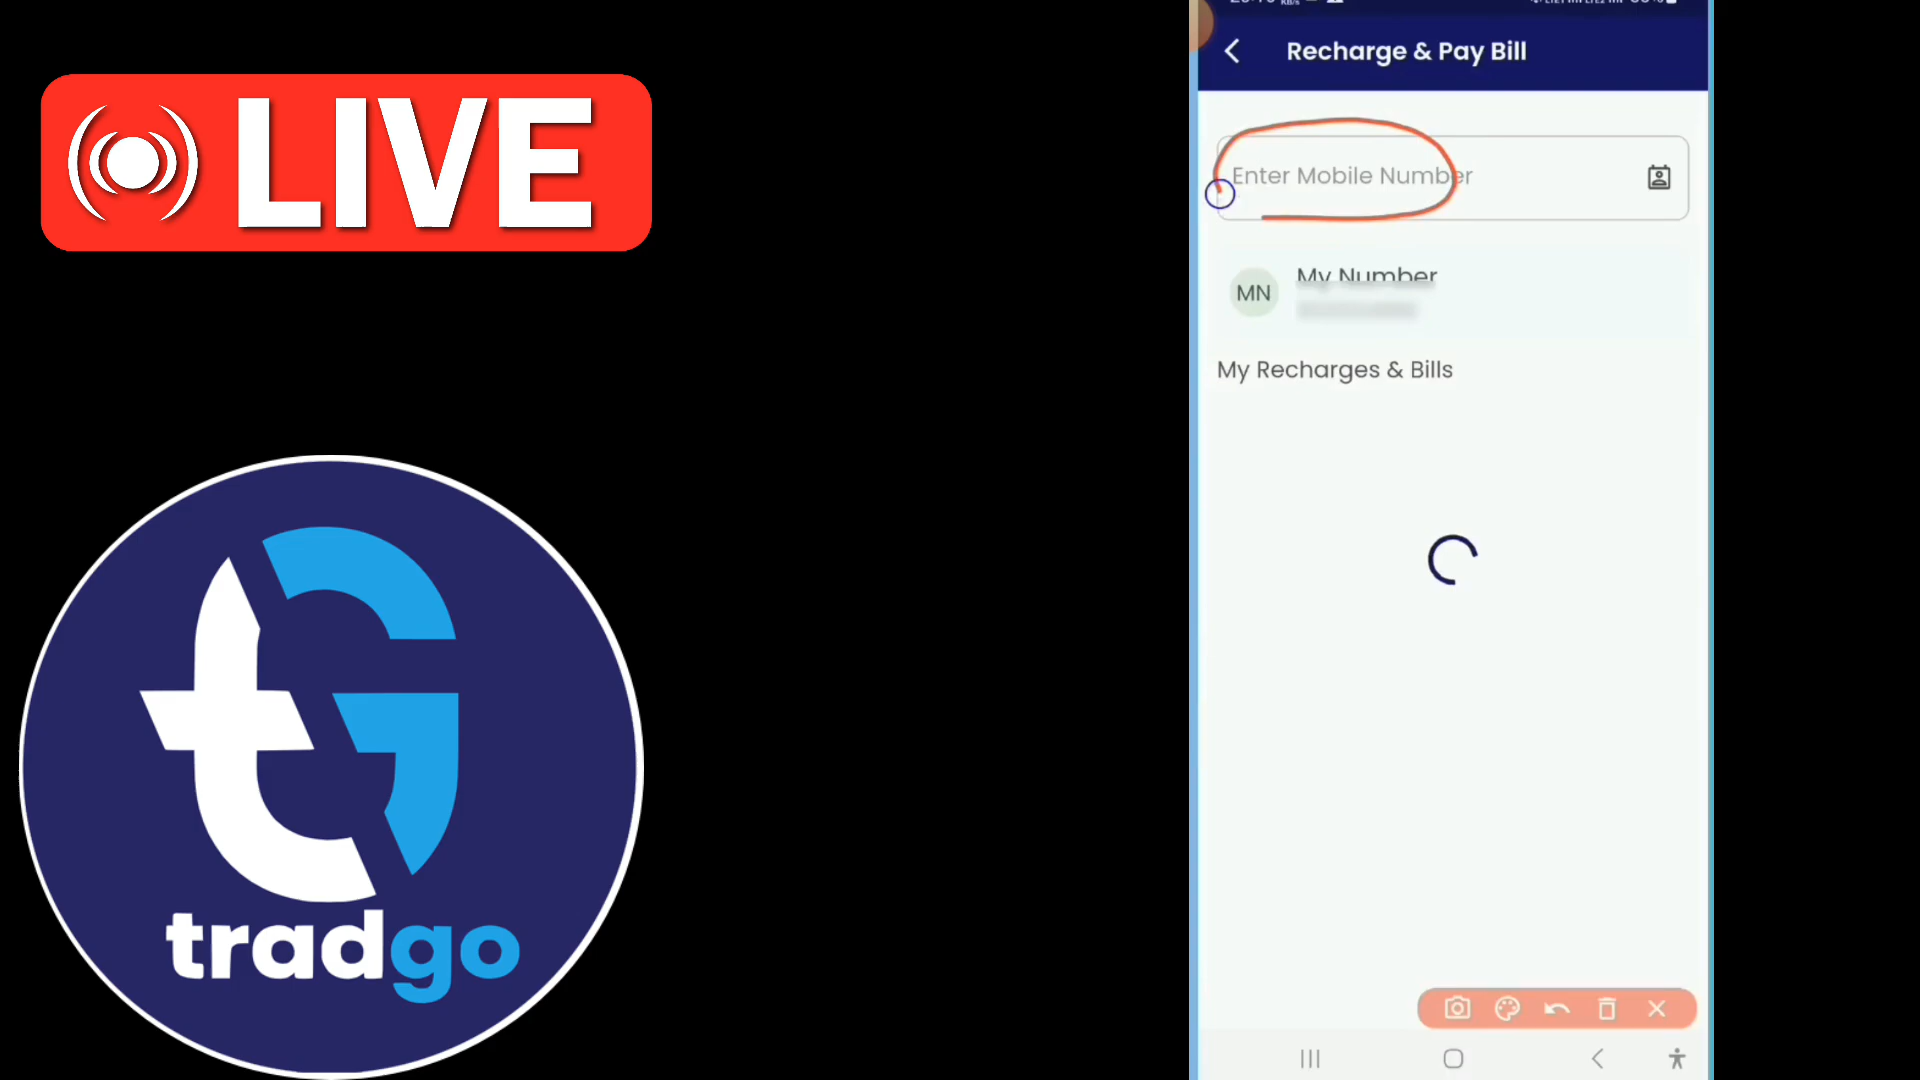 LIVE
tradgo
Recharge & Pay Bill
Enter Mobile Number
MN
My Number
My Recharges & Bills